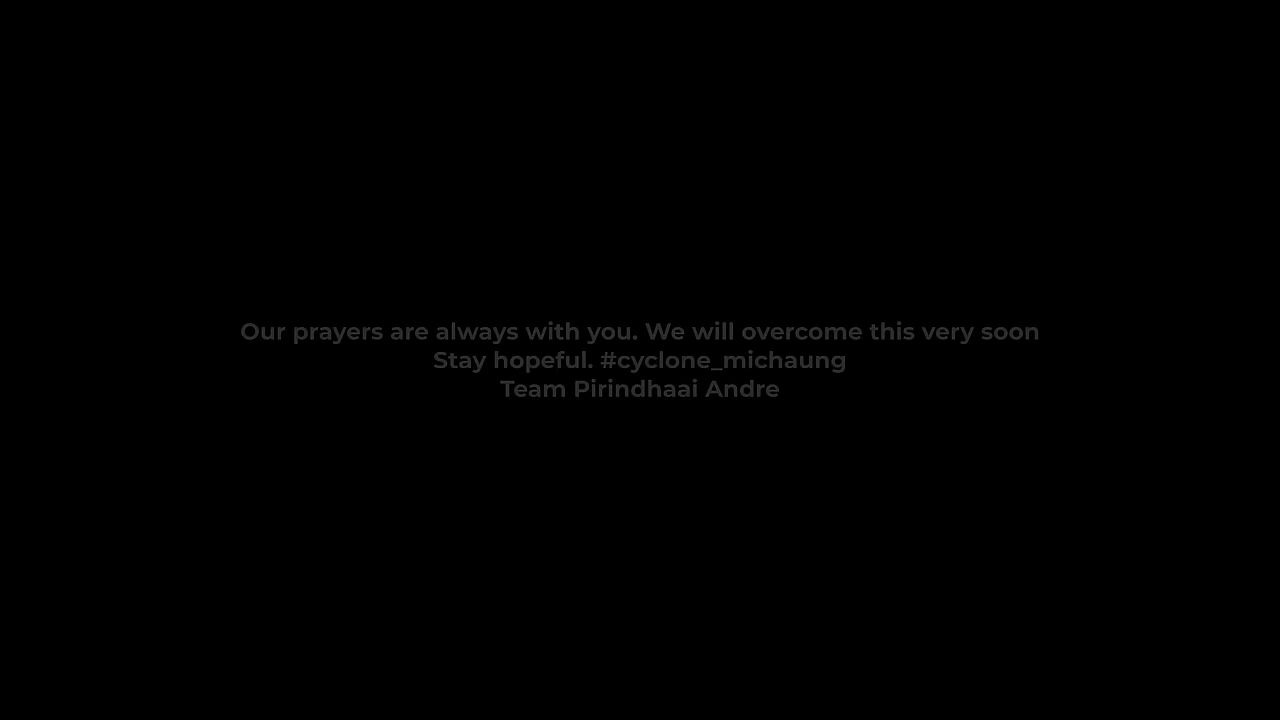 Our prayers are always with you. We will overcome this very soon
Stay hopeful. #cyclone_michaung
Team Pirindhaai Andre